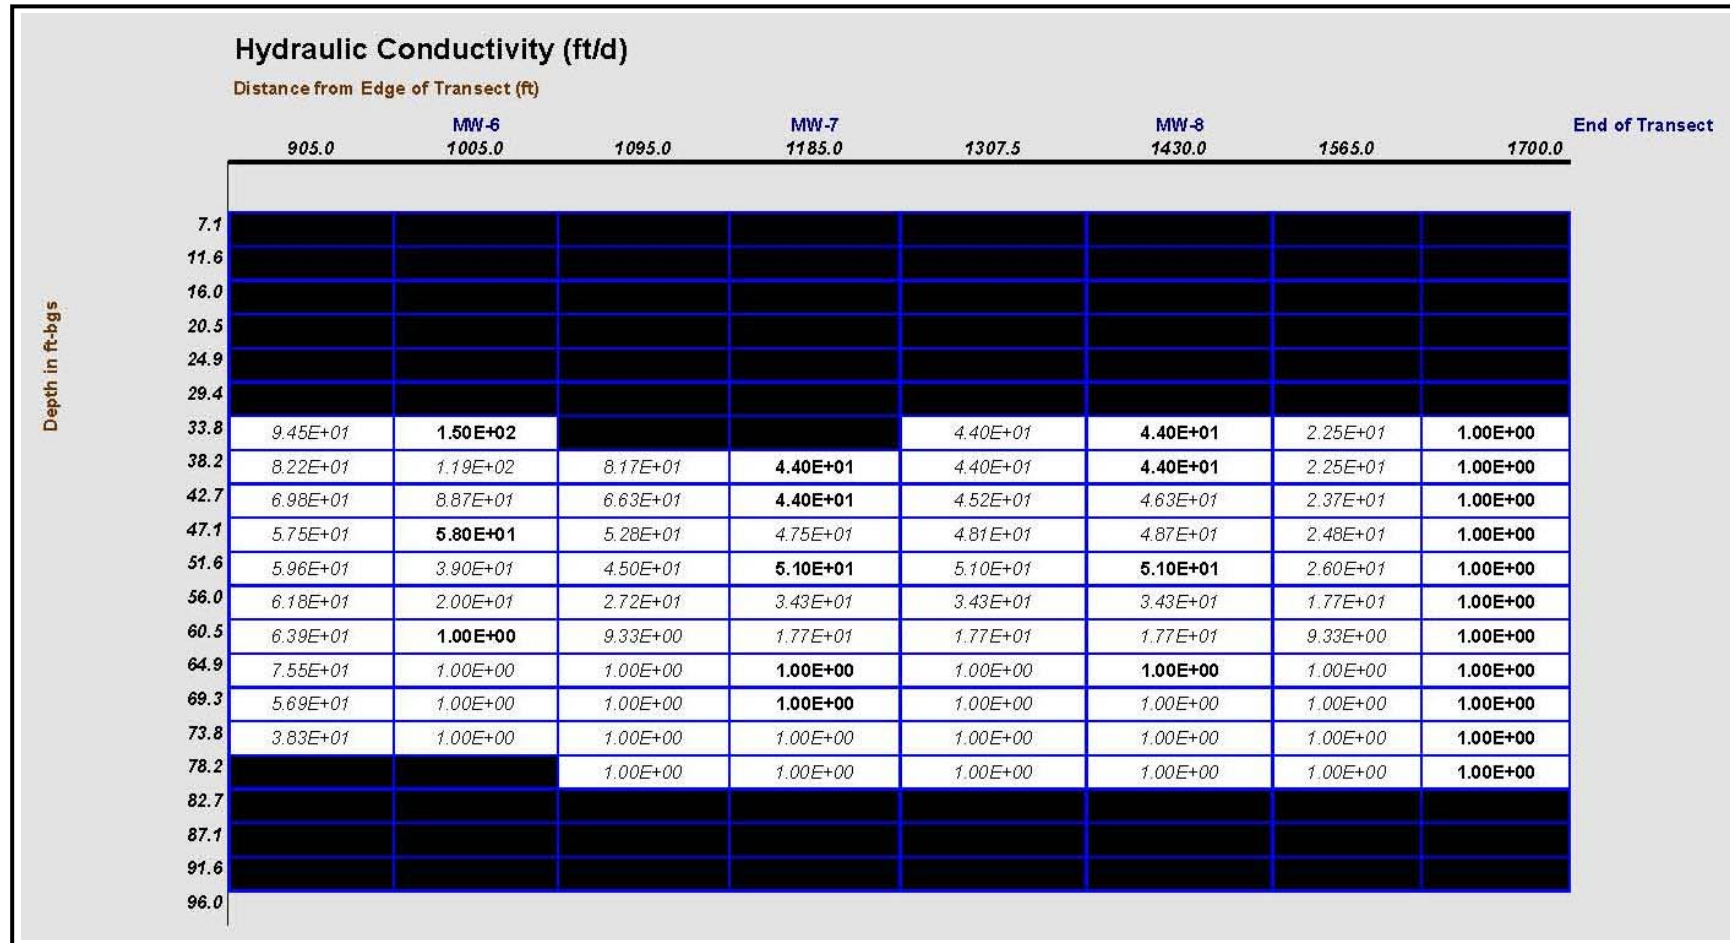 Hydraulic Conductivity (ft/d)
Distance from Edge of Transect (ft)
MW-6 MW-7 MW-8 End of Transect
905.0 1005.0 1095.0 1185.0 1307.5 1430.0 1565.0 1700.0
Depth in ft-bgs
7.1
11.6
16.0
20.5
24.9
29.4
33.8 9.45E+01 1.50E+02 4.40E+01 4.40E+01 2.25E+01 1.00E+00
38.2 8.22E+01 1.19E+02 8.17E+01 4.40E+01 4.40E+01 4.40E+01 2.25E+01 1.00E+00
42.7 6.98E+01 8.87E+01 6.63E+01 4.40E+01 4.52E+01 4.63E+01 2.37E+01 1.00E+00
47.1 5.75E+01 5.80E+01 5.28E+01 4.75E+01 4.81E+01 4.87E+01 2.48E+01 1.00E+00
51.6 5.96E+01 3.90E+01 4.50E+01 5.10E+01 5.10E+01 5.10E+01 2.60E+01 1.00E+00
56.0 6.18E+01 2.00E+01 2.72E+01 3.43E+01 3.43E+01 3.43E+01 1.77E+01 1.00E+00
60.5 6.39E+01 1.00E+00 9.33E+00 1.77E+01 1.77E+01 1.77E+01 9.33E+00 1.00E+00
64.9 7.55E+01 1.00E+00 1.00E+00 1.00E+00 1.00E+00 1.00E+00 1.00E+00 1.00E+00
69.3 5.69E+01 1.00E+00 1.00E+00 1.00E+00 1.00E+00 1.00E+00 1.00E+00 1.00E+00
73.8 3.83E+01 1.00E+00 1.00E+00 1.00E+00 1.00E+00 1.00E+00 1.00E+00 1.00E+00
78.2 1.00E+00 1.00E+00 1.00E+00 1.00E+00 1.00E+00 1.00E+00
82.7
87.1
91.6
96.0